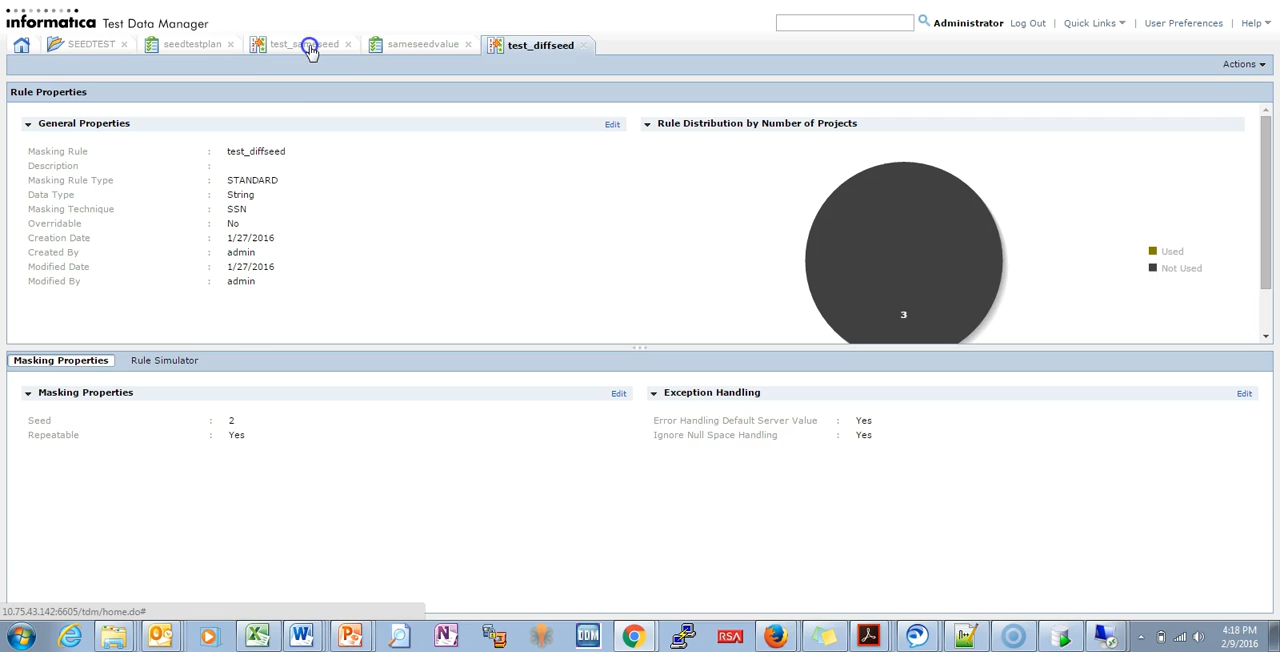 informatica Test Data Manager
Administrator Log Out Quick Links User Preferences Help
SEEDTEST seedtestplan test_sameseed sameseedvalue test_diffseed
Actions
Rule Properties
General Properties Edit
Rule Distribution by Number of Projects
Masking Rule : test_diffseed
Description :
Masking Rule Type : STANDARD
Data Type : String
Masking Technique : SSN
Overridable : No
Creation Date : 1/27/2016
Created By : admin
Modified Date : 1/27/2016
Modified By : admin
Used
Not Used
3
Masking Properties Rule Simulator
Masking Properties Edit
Exception Handling Edit
Seed : 2
Repeatable : Yes
Error Handling Default Server Value : Yes
Ignore Null Space Handling : Yes
10.75.43.142:6605/tdm/home.do#
DDM
RSA
4:18 PM
2/9/2016